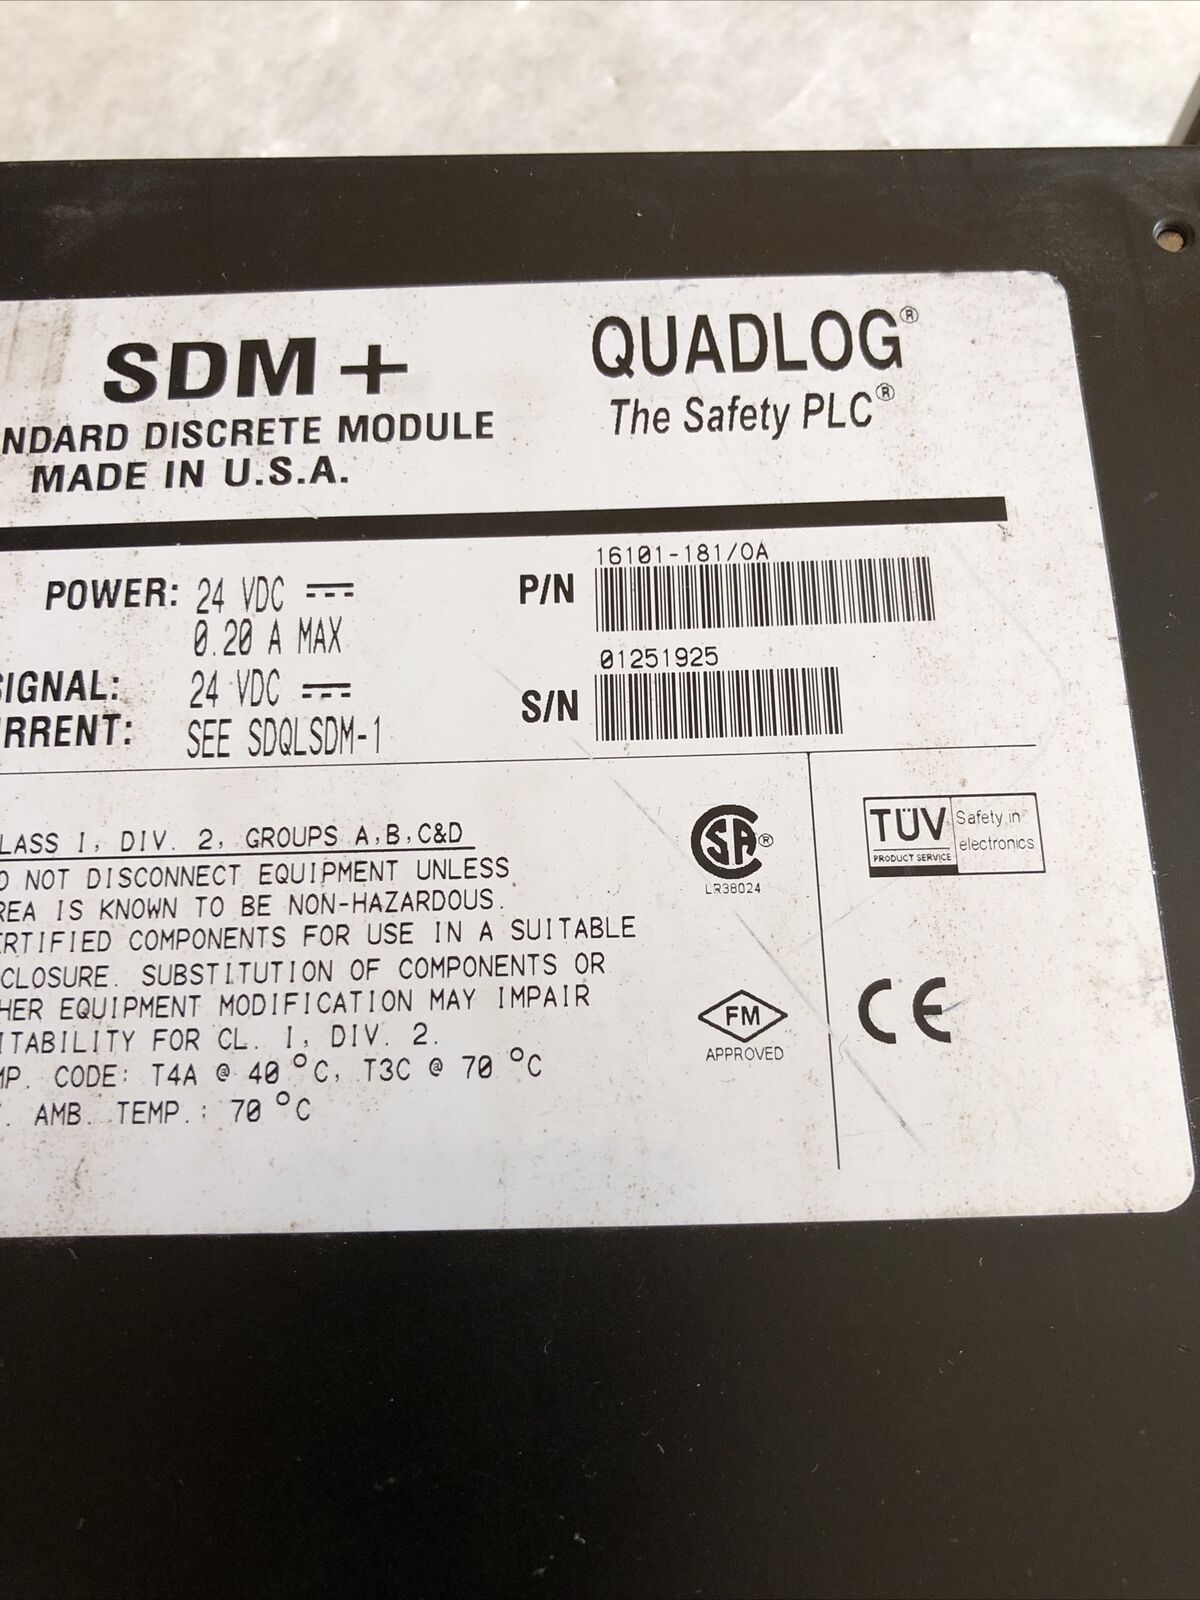 SDM +
NDARD DISCRETE MODULE
MADE IN U.S.A.
QUADLOG®
The Safety PLC®
POWER: 24 VDC
0.20 A MAX
SIGNAL: 24 VDC
RRENT: SEE SDQLSDM-1
16101-181/0A
P/N
01251925
S/N
LASS I, DIV. 2, GROUPS A,B,C&D
O NOT DISCONNECT EQUIPMENT UNLESS
REA IS KNOWN TO BE NON-HAZARDOUS.
ERTIFIED COMPONENTS FOR USE IN A SUITABLE
CLOSURE. SUBSTITUTION OF COMPONENTS OR
HER EQUIPMENT MODIFICATION MAY IMPAIR
ITABILITY FOR CL. I, DIV. 2.
MP. CODE: T4A @ 40 °C, T3C @ 70 °C
. AMB. TEMP.: 70 °C
CSA®
LR38024
FM
APPROVED
TÜV
PRODUCT SERVICE
Safety in
electronics
CE